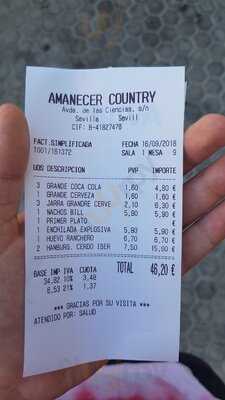 AMANECER COUNTRY
Avda. de las Ciencias, s/n
Sevilla Sevill
CIF: B-41827478
FACT.SIMPLIFICADA FECHA 16/09/2018
T001/151372 SALA 1 MESA 9
UDS DESCRIPCION PVP IMPORTE
3 GRANDE COCA COLA 1,60 4,80 €
1 GRANDE CERVEZA 1,60 1,60 €
3 JARRA GRANDRE CERVE 2,10 6,30 €
1 NACHOS BILL 5,90 5,90 €
1 PRIMER PLATO €
1 ENCHILADA EXPLOSIVA 5,90 5,90 €
1 HUEVO RANCHERO 6,70 6,70 €
2 HANBURG. CERDO IBER 7,50 15,00 €
BASE IMP IVA CUOTA TOTAL 46,20 €
34,82 10% 3,48
6,53 21% 1,37
*** GRACIAS POR SU VISITA ***
ATENDIDO POR: SALUD